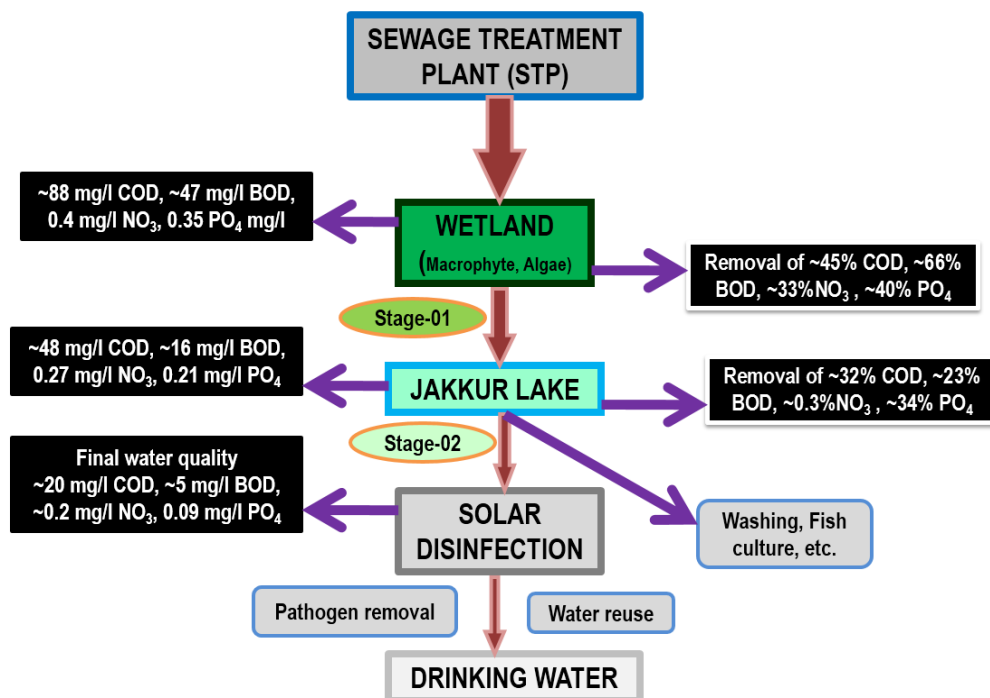 SEWAGE TREATMENT
PLANT (STP)
~88 mg/l COD, ~47 mg/l BOD,
0.4 mg/l NO₃, 0.35 PO₄ mg/l
WETLAND
(Macrophyte, Algae)
Removal of ~45% COD, ~66%
BOD, ~33%NO₃ , ~40% PO₄
Stage-01
~48 mg/l COD, ~16 mg/l BOD,
0.27 mg/l NO₃, 0.21 mg/l PO₄
JAKKUR LAKE
Removal of ~32% COD, ~23%
BOD, ~0.3%NO₃ , ~34% PO₄
Stage-02
Final water quality
~20 mg/l COD, ~5 mg/l BOD,
~0.2 mg/l NO₃, 0.09 mg/l PO₄
SOLAR
DISINFECTION
Washing, Fish
culture, etc.
Pathogen removal
Water reuse
DRINKING WATER